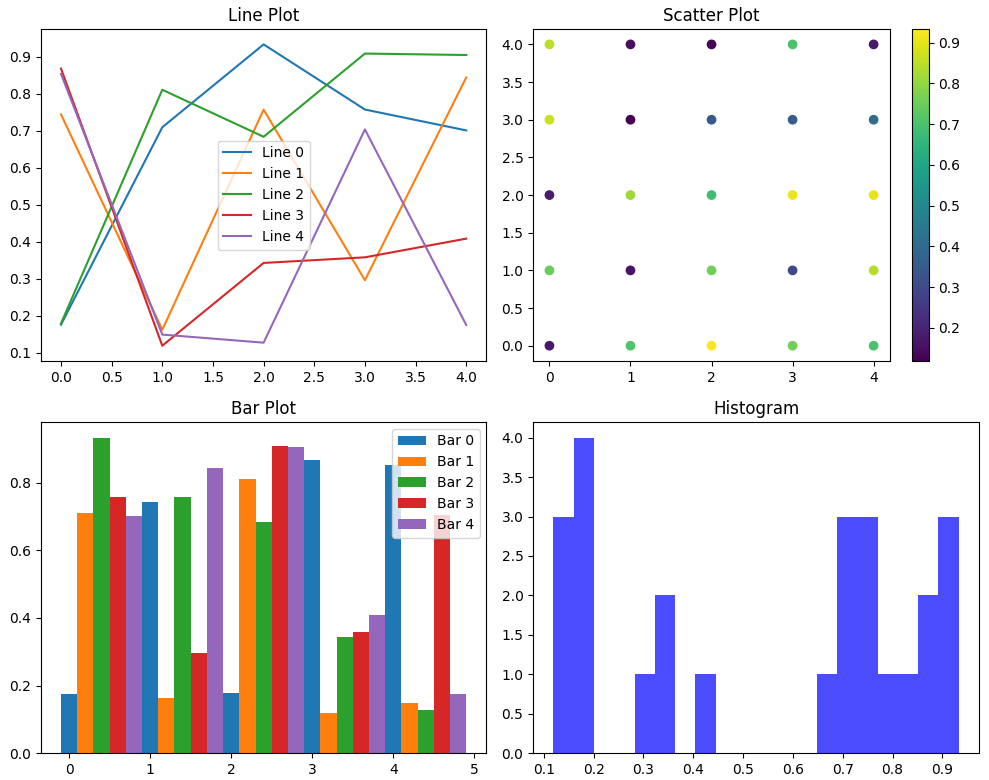 Line Plot
0.9
0.8
0.7
0.6
0.5
0.4
0.3
0.2
0.1
0.0 0.5 1.0 1.5 2.0 2.5 3.0 3.5 4.0
Line 0
Line 1
Line 2
Line 3
Line 4
Scatter Plot
4.0
3.5
3.0
2.5
2.0
1.5
1.0
0.5
0.0
0 1 2 3 4
0.9
0.8
0.7
0.6
0.5
0.4
0.3
0.2
Bar Plot
0.8
0.6
0.4
0.2
0.0
0 1 2 3 4 5
Bar 0
Bar 1
Bar 2
Bar 3
Bar 4
Histogram
4.0
3.5
3.0
2.5
2.0
1.5
1.0
0.5
0.0
0.1 0.2 0.3 0.4 0.5 0.6 0.7 0.8 0.9